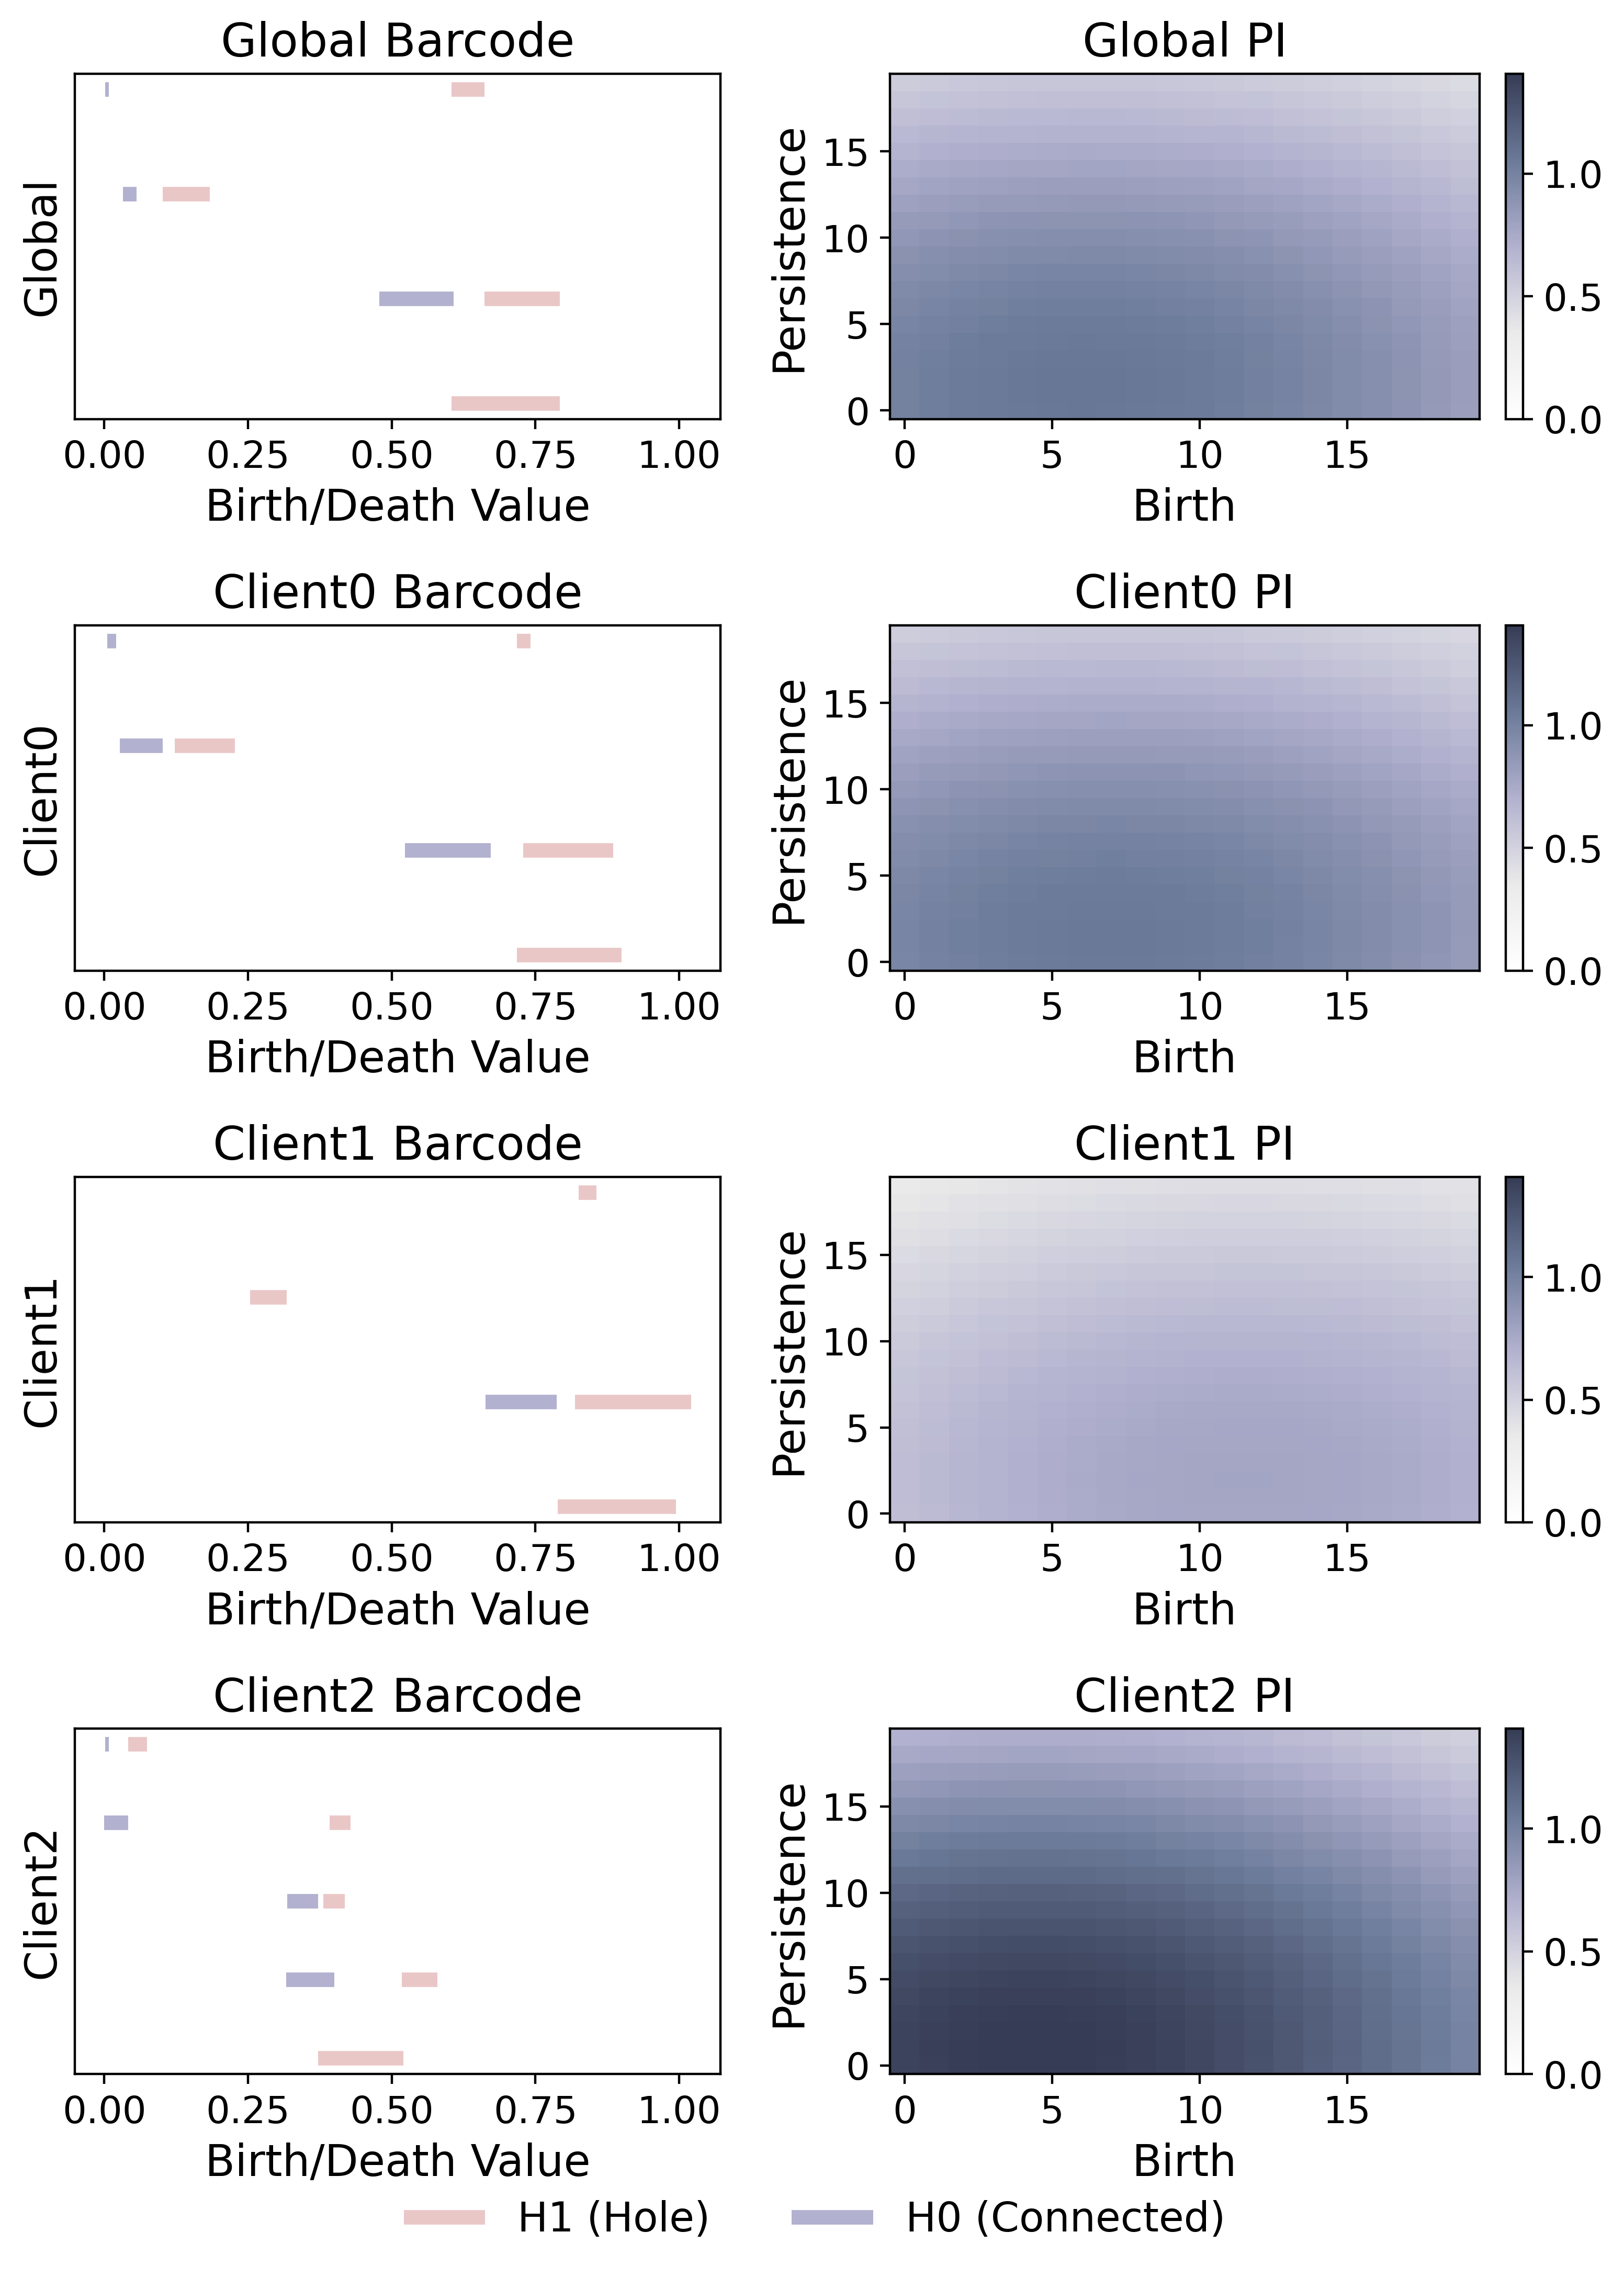 Global Barcode
Global
0.00 0.25 0.50 0.75 1.00
Birth/Death Value
Global PI
Persistence
15
10
5
0
0 5 10 15
Birth
1.0
0.5
0.0
Client0 Barcode
Client0
0.00 0.25 0.50 0.75 1.00
Birth/Death Value
Client0 PI
Persistence
15
10
5
0
0 5 10 15
Birth
1.0
0.5
0.0
Client1 Barcode
Client1
0.00 0.25 0.50 0.75 1.00
Birth/Death Value
Client1 PI
Persistence
15
10
5
0
0 5 10 15
Birth
1.0
0.5
0.0
Client2 Barcode
Client2
0.00 0.25 0.50 0.75 1.00
Birth/Death Value
Client2 PI
Persistence
15
10
5
0
0 5 10 15
Birth
1.0
0.5
0.0
H1 (Hole)
H0 (Connected)